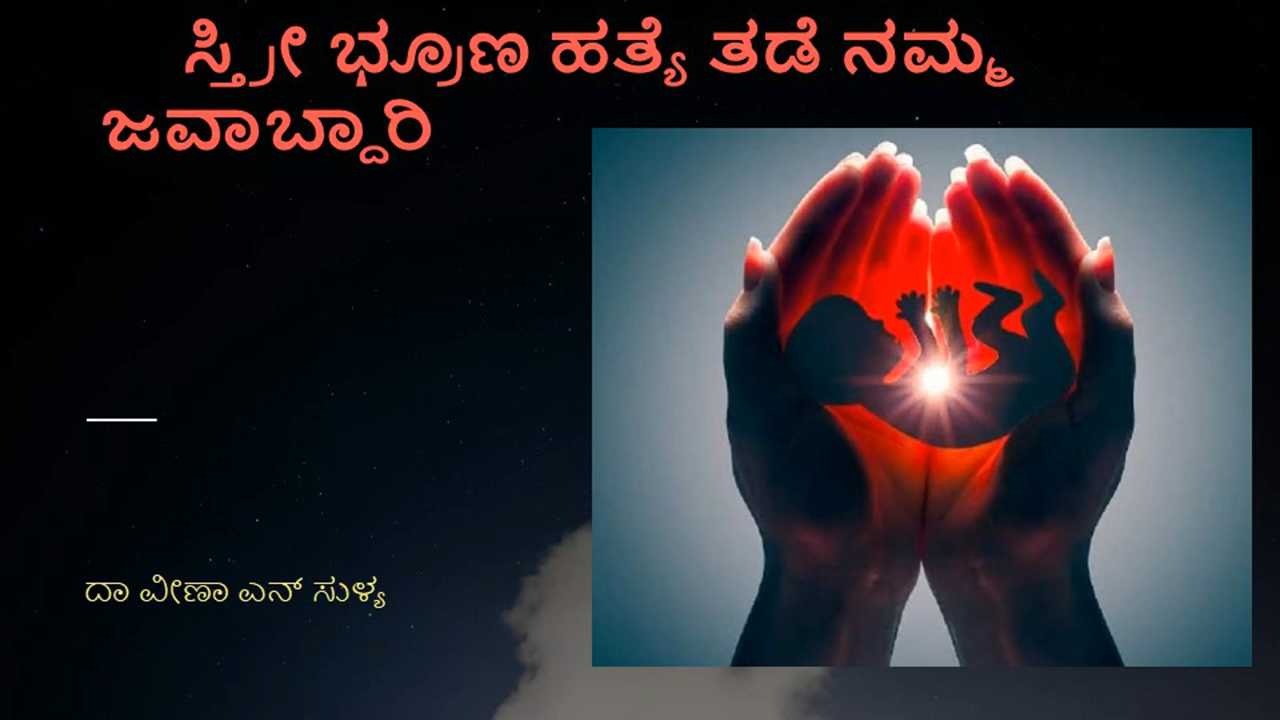 ಸ್ತ್ರೀ ಭ್ರೂಣ ಹತ್ಯೆ ತಡೆ ನಮ್ಮ
ಜವಾಬ್ದಾರಿ
ದಾ ವೀಣಾ ಎನ್ ಸುಳ್ಯ